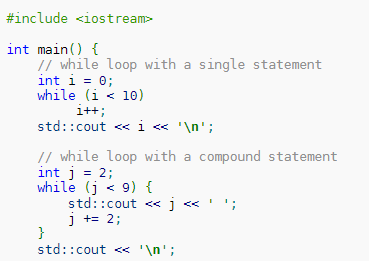 #include <iostream>

int main() {
    // while loop with a single statement
    int i = 0;
    while (i < 10)
         i++;
    std::cout << i << '\n';

    // while loop with a compound statement
    int j = 2;
    while (j < 9) {
        std::cout << j << ' ';
        j += 2;
    }
    std::cout << '\n';